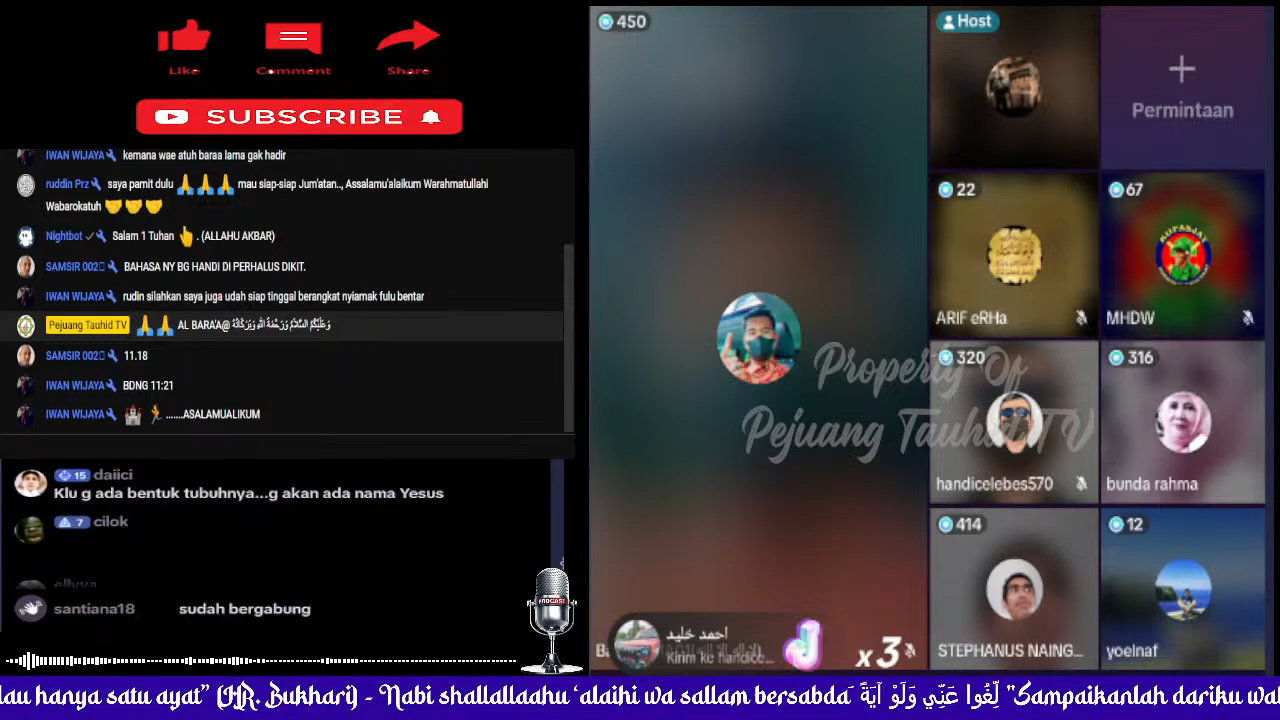 Like
Comment
Share
SUBSCRIBE
IWAN WIJAYA kemana wae atuh baraa lama gak hadir
ruddin Prz saya pamit dulu 🙏🙏🙏 mau siap-siap Jum'atan.., Assalamu'alaikum Warahmatullahi
Wabarokatuh 🤝🤝🤝
Nightbot ✓ Salam 1 Tuhan 👆. (ALLAHU AKBAR)
SAMSIR 002 BAHASA NY BG HANDI DI PERHALUS DIKIT.
IWAN WIJAYA rudin silahkan saya juga udah siap tinggal berangkat nyiamak fulu bentar
Pejuang Tauhid TV 🙏🙏 AL BARA'A@ وَعَلَيْكُمُ السَّلَامُ وَرَحْمَةُ اللهِ وَبَرَكَاتُهُ
SAMSIR 002 11.18
IWAN WIJAYA BDNG 11:21
IWAN WIJAYA 🏰 🏃 .......ASALAMUALIKUM
15 daiici
Klu g ada bentuk tubuhnya...g akan ada nama Yesus
7 cilok
ellyya
santiana18 sudah bergabung
PODCAST
450
Host
Permintaan
22
ARIF eRHa
67
MHDW
Property Of
Pejuang Tauhid TV
320
handicelebes570
316
bunda rahma
414
STEPHANUS NAING...
12
yoelnaf
احمد خليد
Kirim ke handice...
x3
lau hanya satu ayat” (HR. Bukhari) - Nabi shallallaahu ‘alaihi wa sallam bersabda لِّغُوا عَنِّي وَلَوْ آيَةً "Sampaikanlah dariku wal